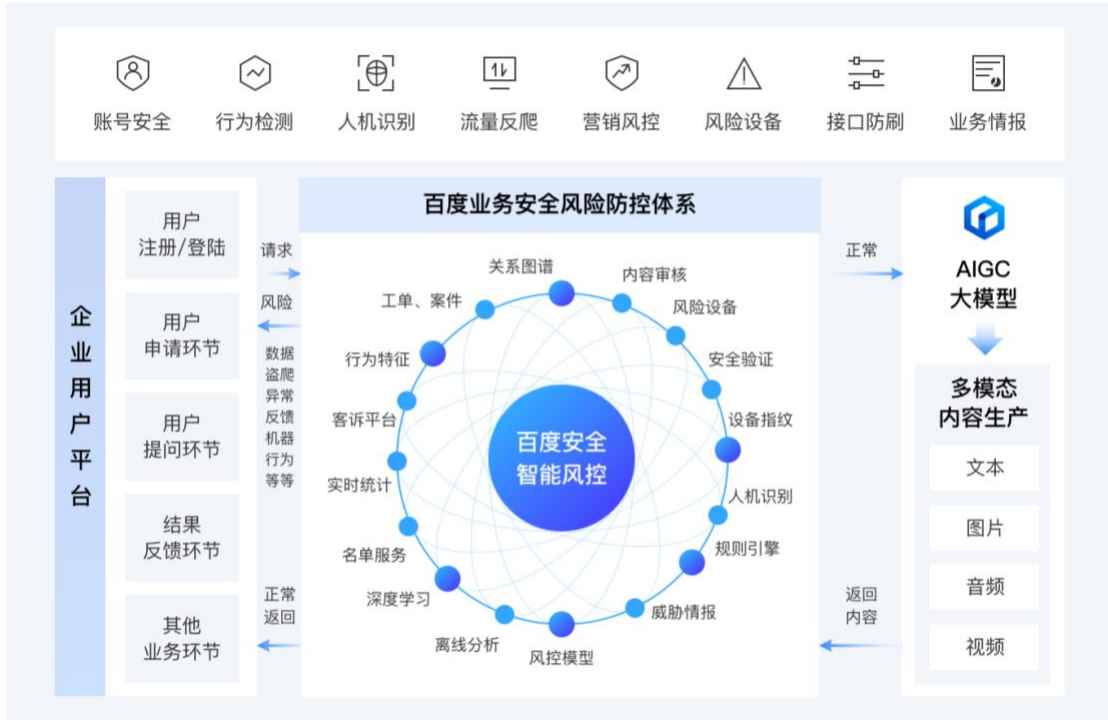 账号安全
行为检测
人机识别
流量反爬
营销风控
风险设备
接口防刷
业务情报
企业用户平台
用户
注册/登陆
用户
申请环节
用户
提问环节
结果
反馈环节
其他
业务环节
请求
风险
数据
盗爬
异常
反馈
机器
行为
等等
正常
返回
百度业务安全风险防控体系
关系图谱
内容审核
工单、案件
风险设备
行为特征
安全验证
客诉平台
设备指纹
百度安全
智能风控
实时统计
人机识别
名单服务
规则引擎
深度学习
威胁情报
离线分析
风控模型
正常
返回
内容
AIGC
大模型
多模态
内容生产
文本
图片
音频
视频